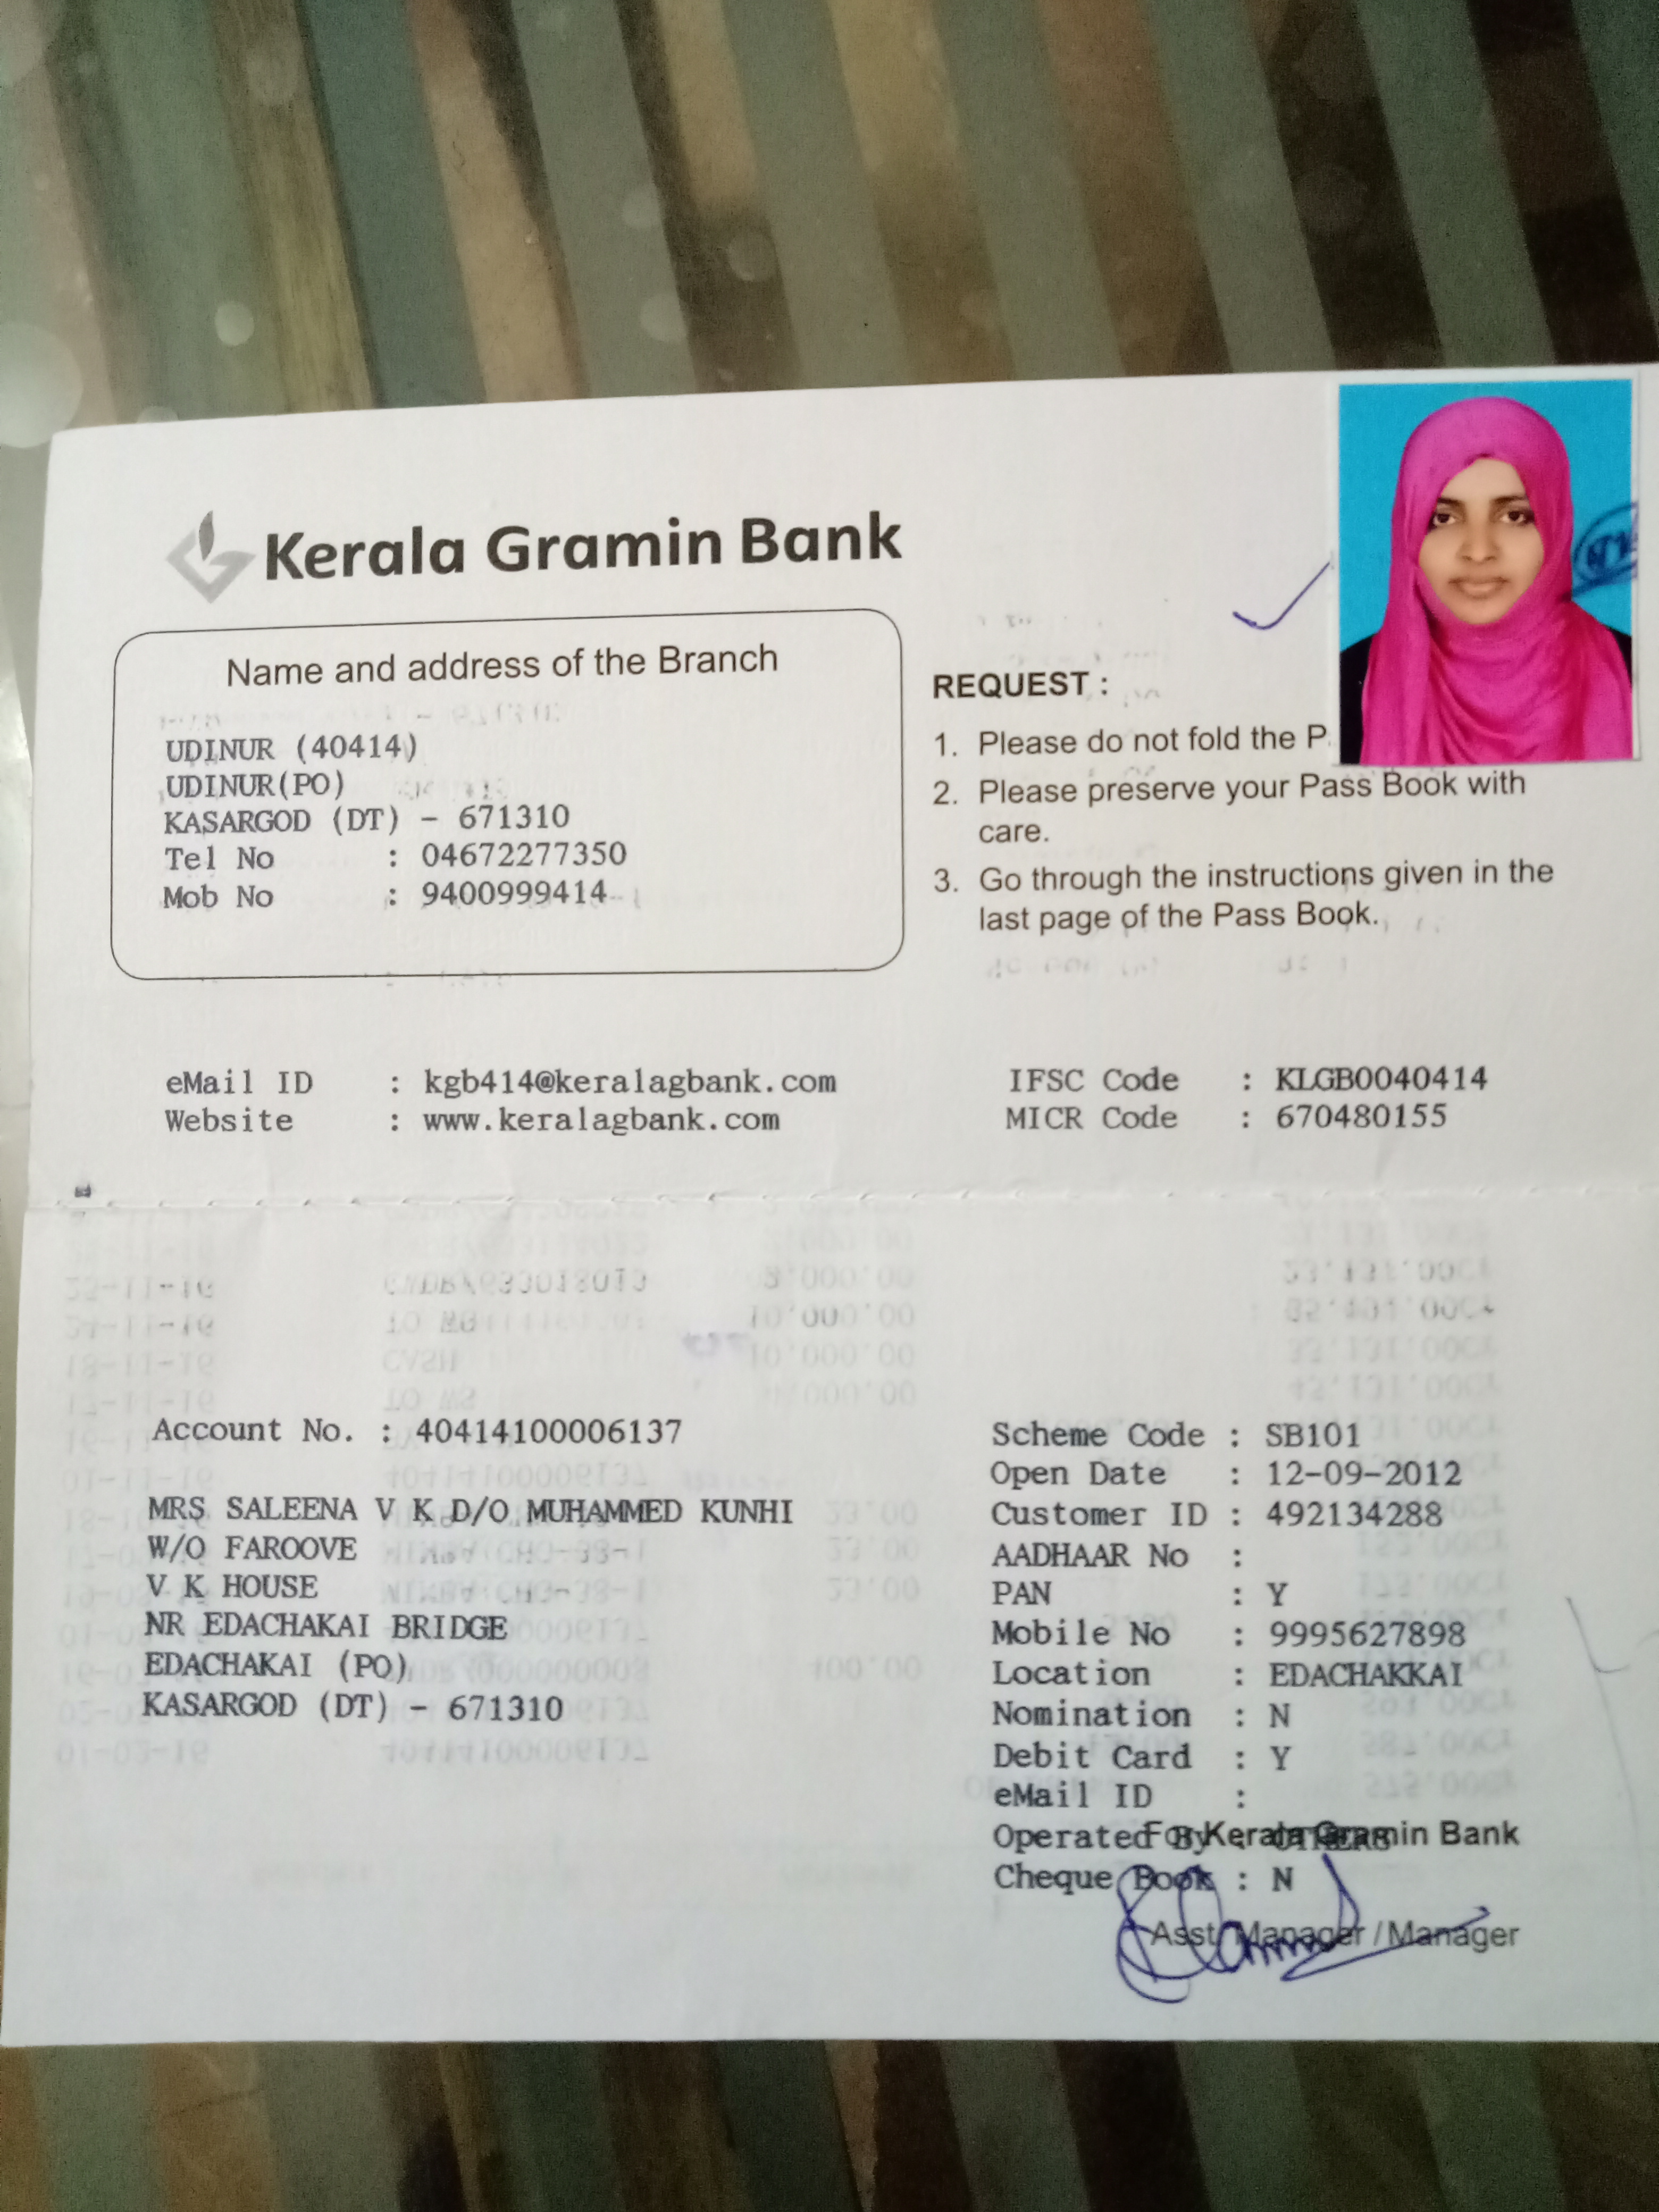 Kerala Gramin Bank
Name and address of the Branch
UDINUR (40414)
UDINUR(PO)
KASARGOD (DT) - 671310
Tel No : 04672277350
Mob No : 9400999414
REQUEST :
1. Please do not fold the P
2. Please preserve your Pass Book with
care.
3. Go through the instructions given in the
last page of the Pass Book.
eMail ID : kgb414@keralagbank.com
Website : www.keralagbank.com
IFSC Code : KLGB0040414
MICR Code : 670480155
Account No. : 40414100006137
MRS SALEENA V K D/O MUHAMMED KUNHI
W/O FAROOVE
V K HOUSE
NR EDACHAKAI BRIDGE
EDACHAKAI (PO)
KASARGOD (DT) - 671310
Scheme Code : SB101
Open Date : 12-09-2012
Customer ID : 492134288
AADHAAR No :
PAN : Y
Mobile No : 9995627898
Location : EDACHAKKAI
Nomination : N
Debit Card : Y
eMail ID :
Operated By : OTHERS
For Kerala Gramin Bank
Cheque Book : N
Asst. Manager / Manager